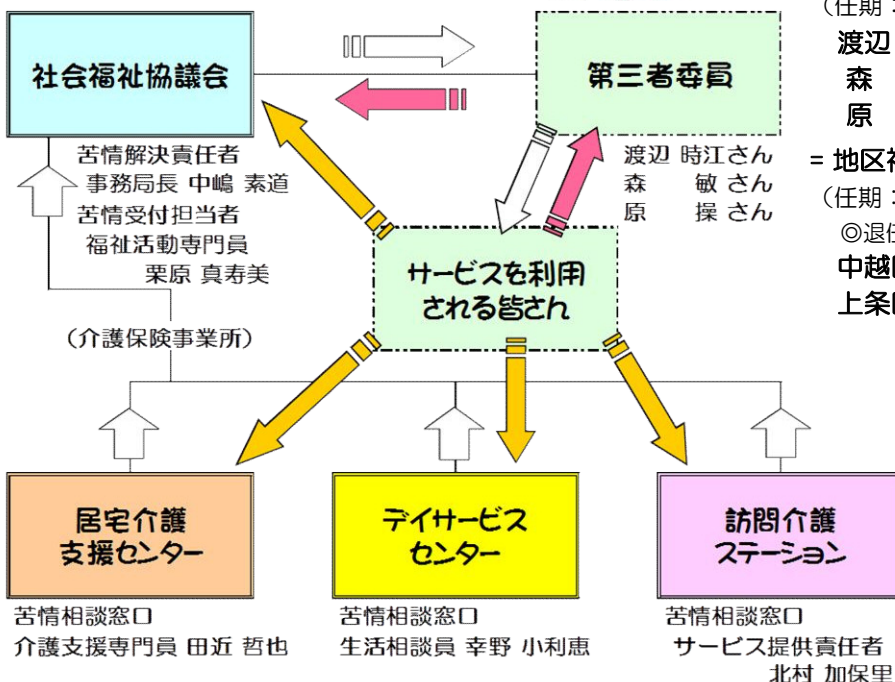 社会福祉協議会
第三者委員
苦情解決責任者
事務局長 中嶋 素道
苦情受付担当者
福祉活動専門員
栗原 真寿美
渡辺 時江さん
森 敏 さん
原 操 さん
サービスを利用
される皆さん
(介護保険事業所)
居宅介護
支援センター
デイサービス
センター
訪問介護
ステーション
苦情相談窓口
介護支援専門員 田近 哲也
苦情相談窓口
生活相談員 幸野 小利恵
苦情相談窓口
サービス提供責任者
北村 加保里
(任期:
渡辺
森
原
= 地区
(任期:
◎退任
中越
上条